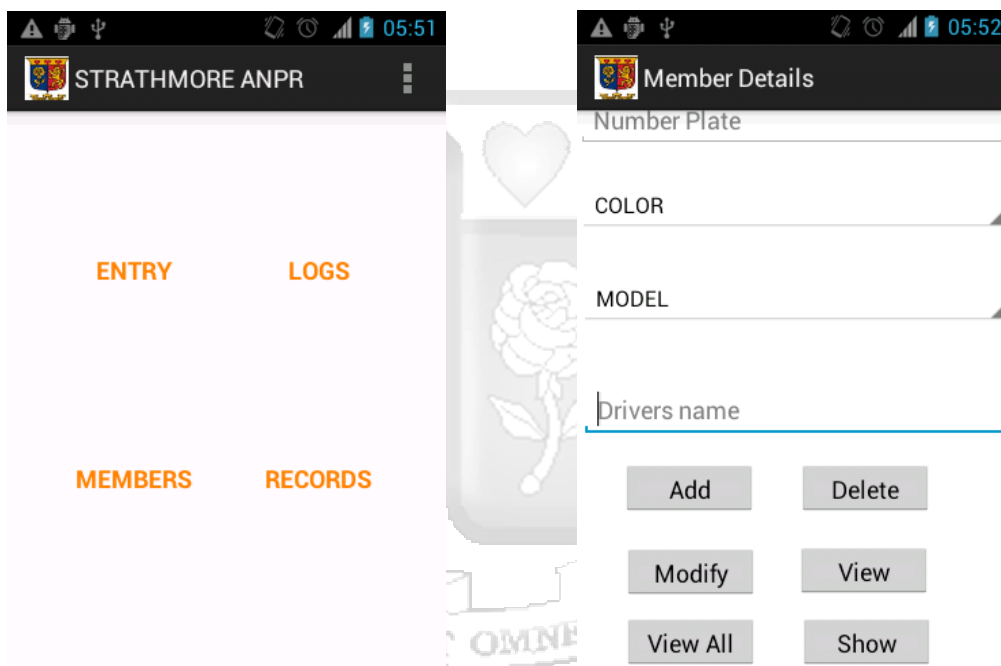 05:51
STRATHMORE ANPR
ENTRY LOGS
MEMBERS RECORDS
05:52
Member Details
Number Plate
COLOR
MODEL
Drivers name
Add Delete
Modify View
View All Show
OMNE